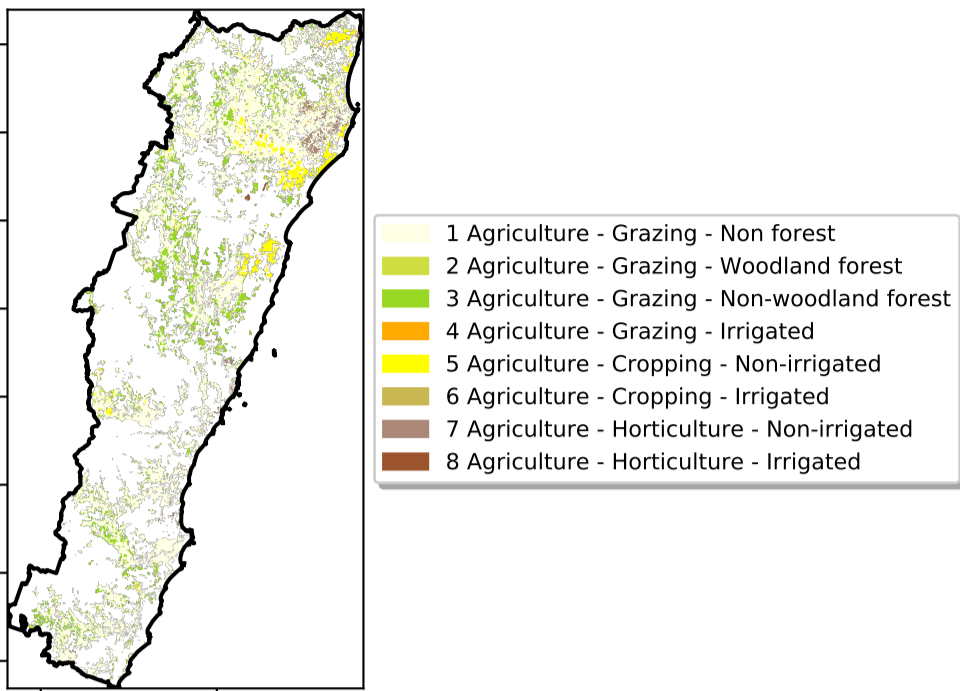 1 Agriculture - Grazing - Non forest
2 Agriculture - Grazing - Woodland forest
3 Agriculture - Grazing - Non-woodland forest
4 Agriculture - Grazing - Irrigated
5 Agriculture - Cropping - Non-irrigated
6 Agriculture - Cropping - Irrigated
7 Agriculture - Horticulture - Non-irrigated
8 Agriculture - Horticulture - Irrigated